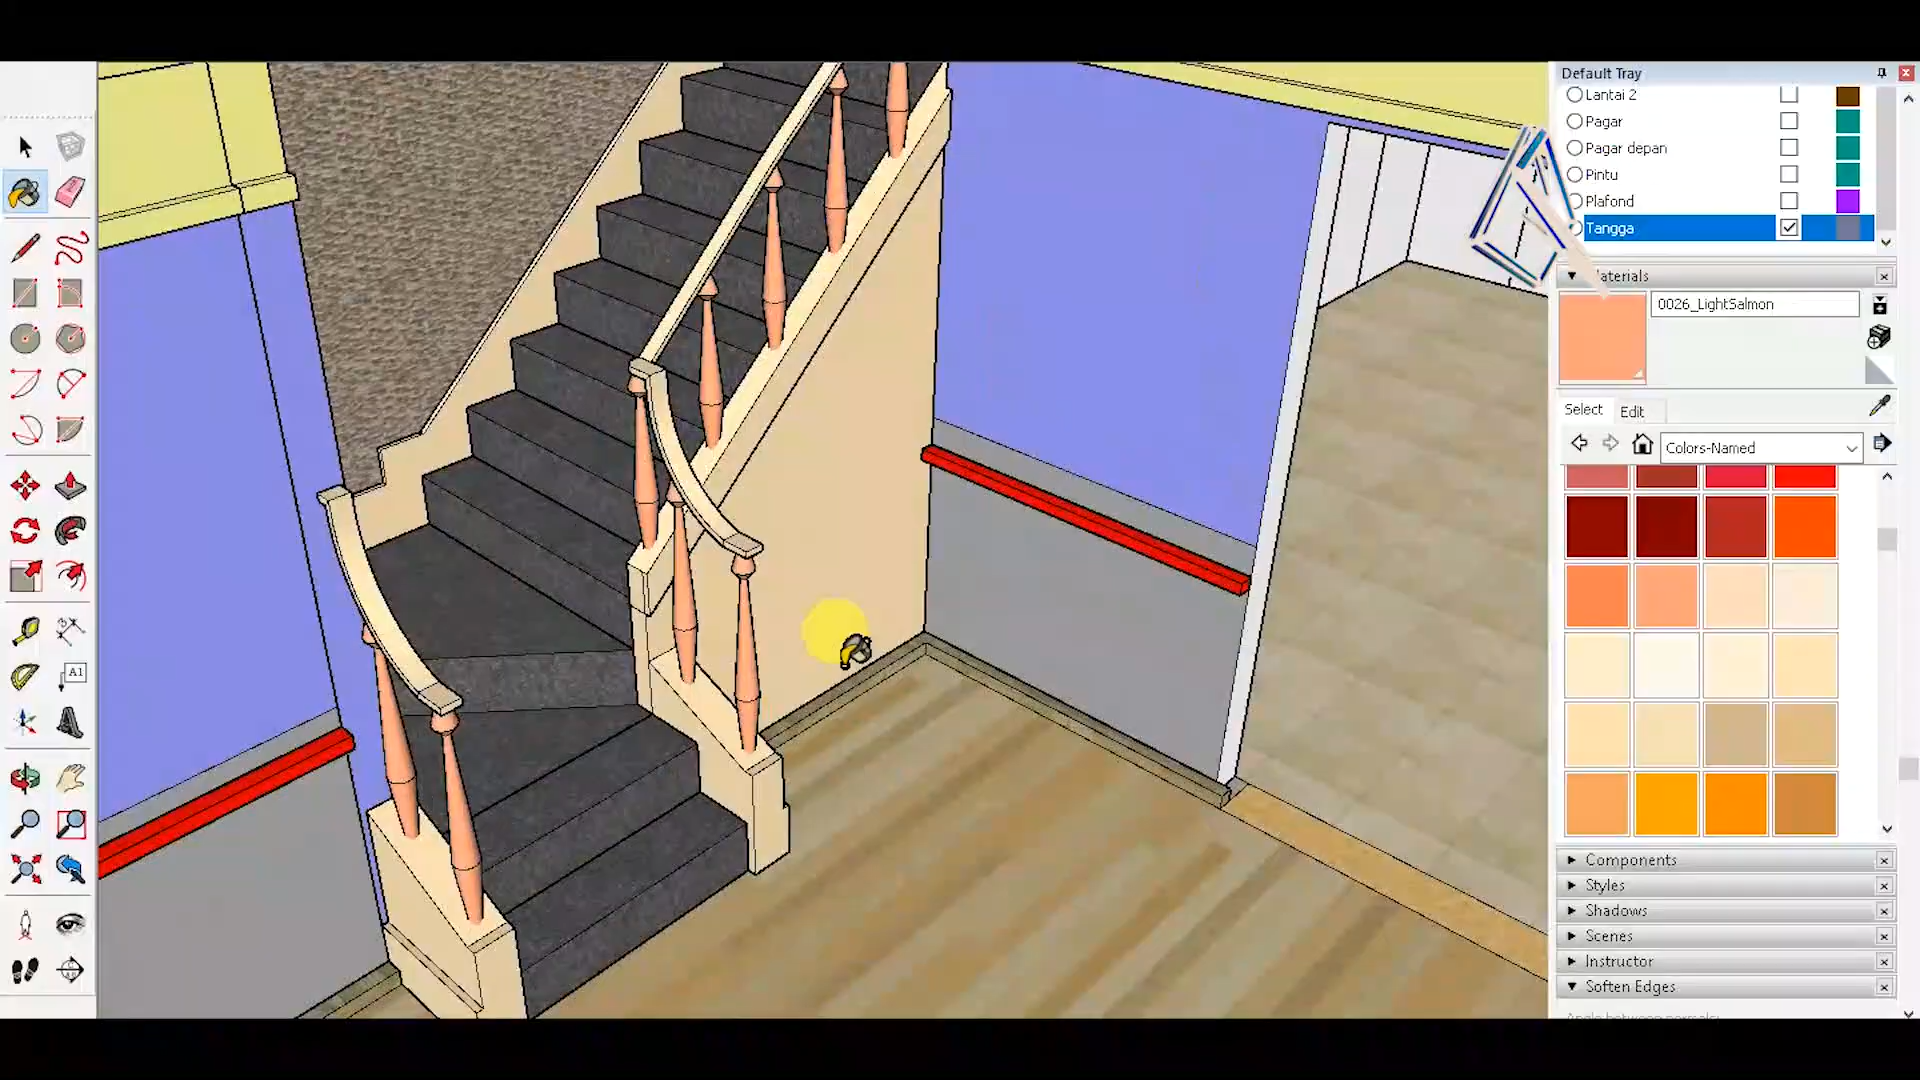 Default Tray
Lantai 2
Pagar
Pagar depan
Pintu
Plafond
Tangga
aterials
0026_LightSalmon
Select
Edit
Colors-Named
A1
Components
Styles
Shadows
Scenes
Instructor
Soften Edges